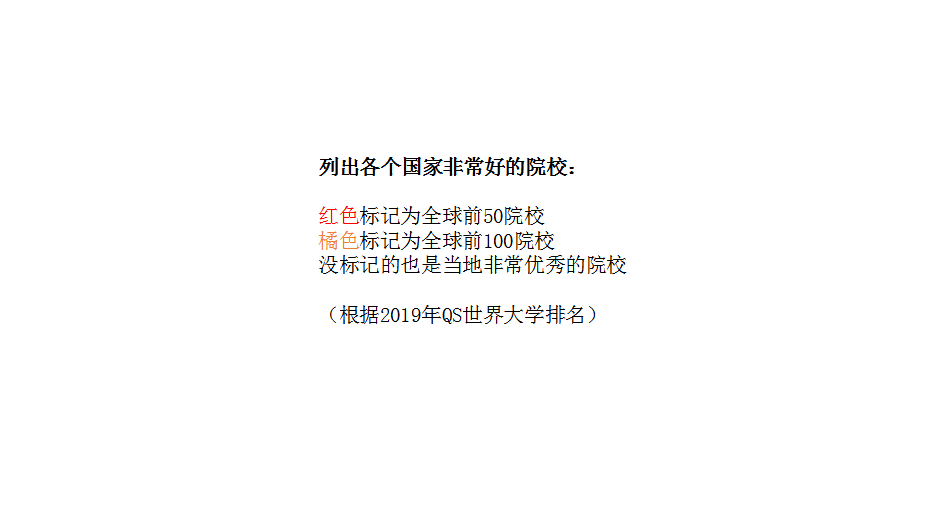 列出各个国家非常好的院校：
红色标记为全球前50院校
橘色标记为全球前100院校
没标记的也是当地非常优秀的院校
（根据2019年QS世界大学排名）